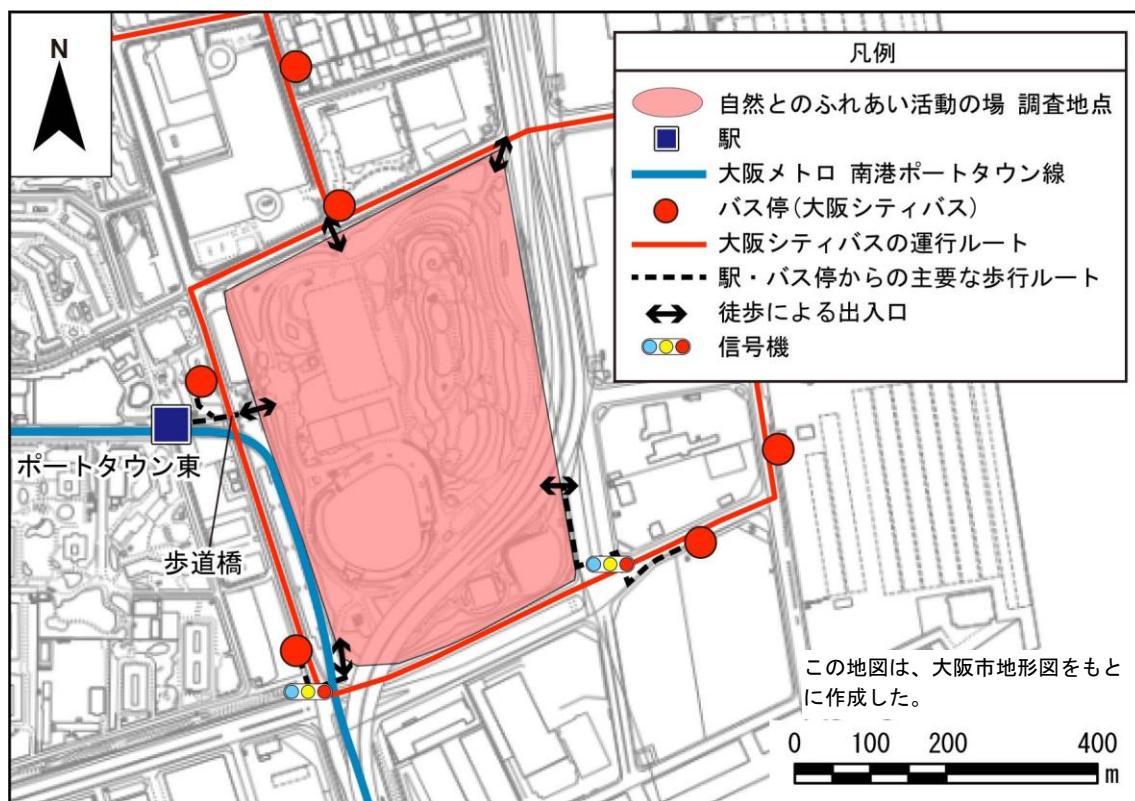 N
凡例
自然とのふれあい活動の場 調査地点
駅
大阪メトロ 南港ポートタウン線
バス停(大阪シティバス)
大阪シティバスの運行ルート
駅・バス停からの主要な歩行ルート
徒歩による出入口
信号機
ポートタウン東
歩道橋
この地図は、大阪市地形図をもと
に作成した。
0 100 200 400
m